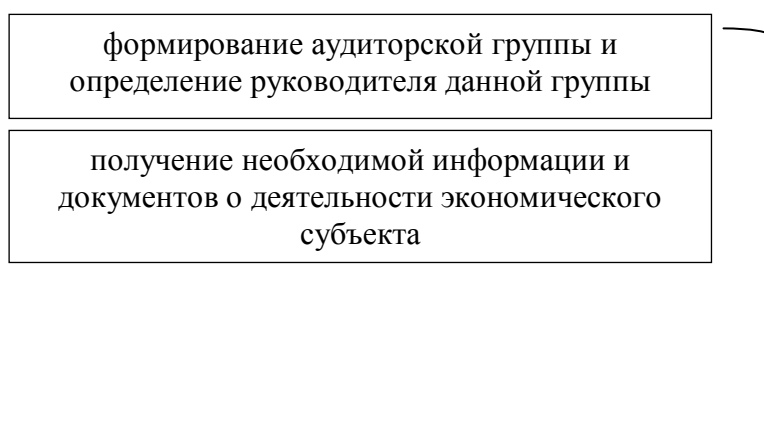 формирование аудиторской группы и
определение руководителя данной группы
получение необходимой информации и
документов о деятельности экономического
субъекта